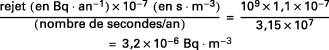 rejet (en Bq · an⁻¹) × 10⁻⁷ (en s · m⁻³) / (nombre de secondes/an) = 10⁹ × 1,1 × 10⁻⁷ / 3,15 × 10⁷
= 3,2 × 10⁻⁶ Bq · m⁻³